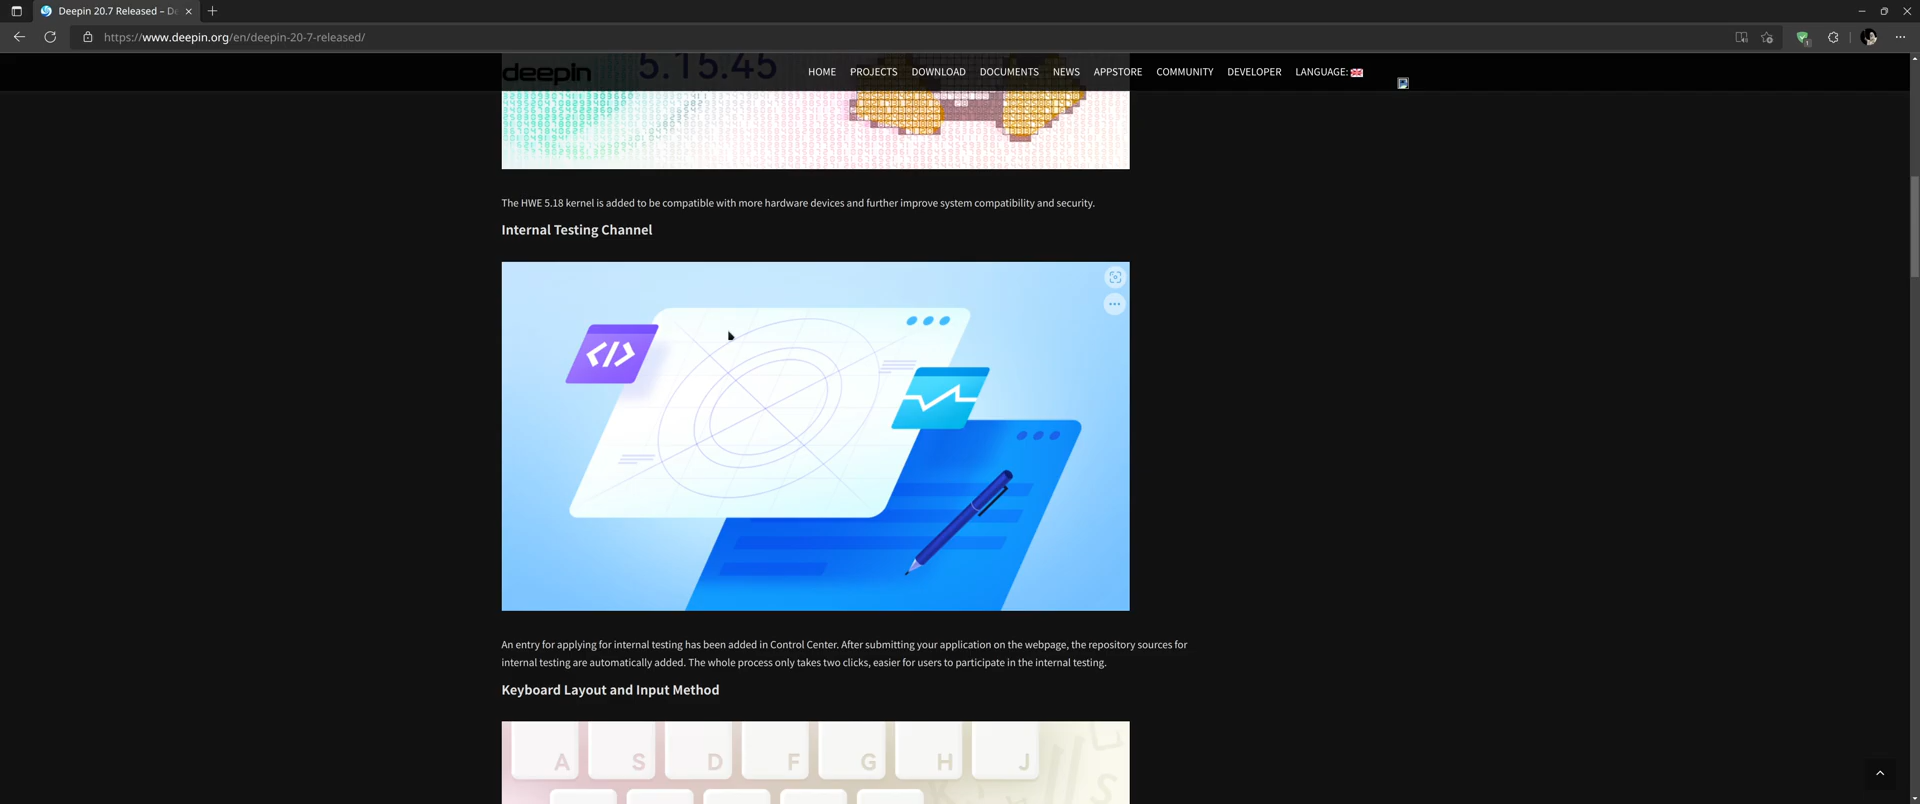 Deepin 20.7 Released – De
https://www.deepin.org/en/deepin-20-7-released/
1
deepin
5.15.45
HOME PROJECTS DOWNLOAD DOCUMENTS NEWS APPSTORE COMMUNITY DEVELOPER LANGUAGE:
The HWE 5.18 kernel is added to be compatible with more hardware devices and further improve system compatibility and security.
Internal Testing Channel
</>
An entry for applying for internal testing has been added in Control Center. After submitting your application on the webpage, the repository sources for
internal testing are automatically added. The whole process only takes two clicks, easier for users to participate in the internal testing.
Keyboard Layout and Input Method
A S D F G H J